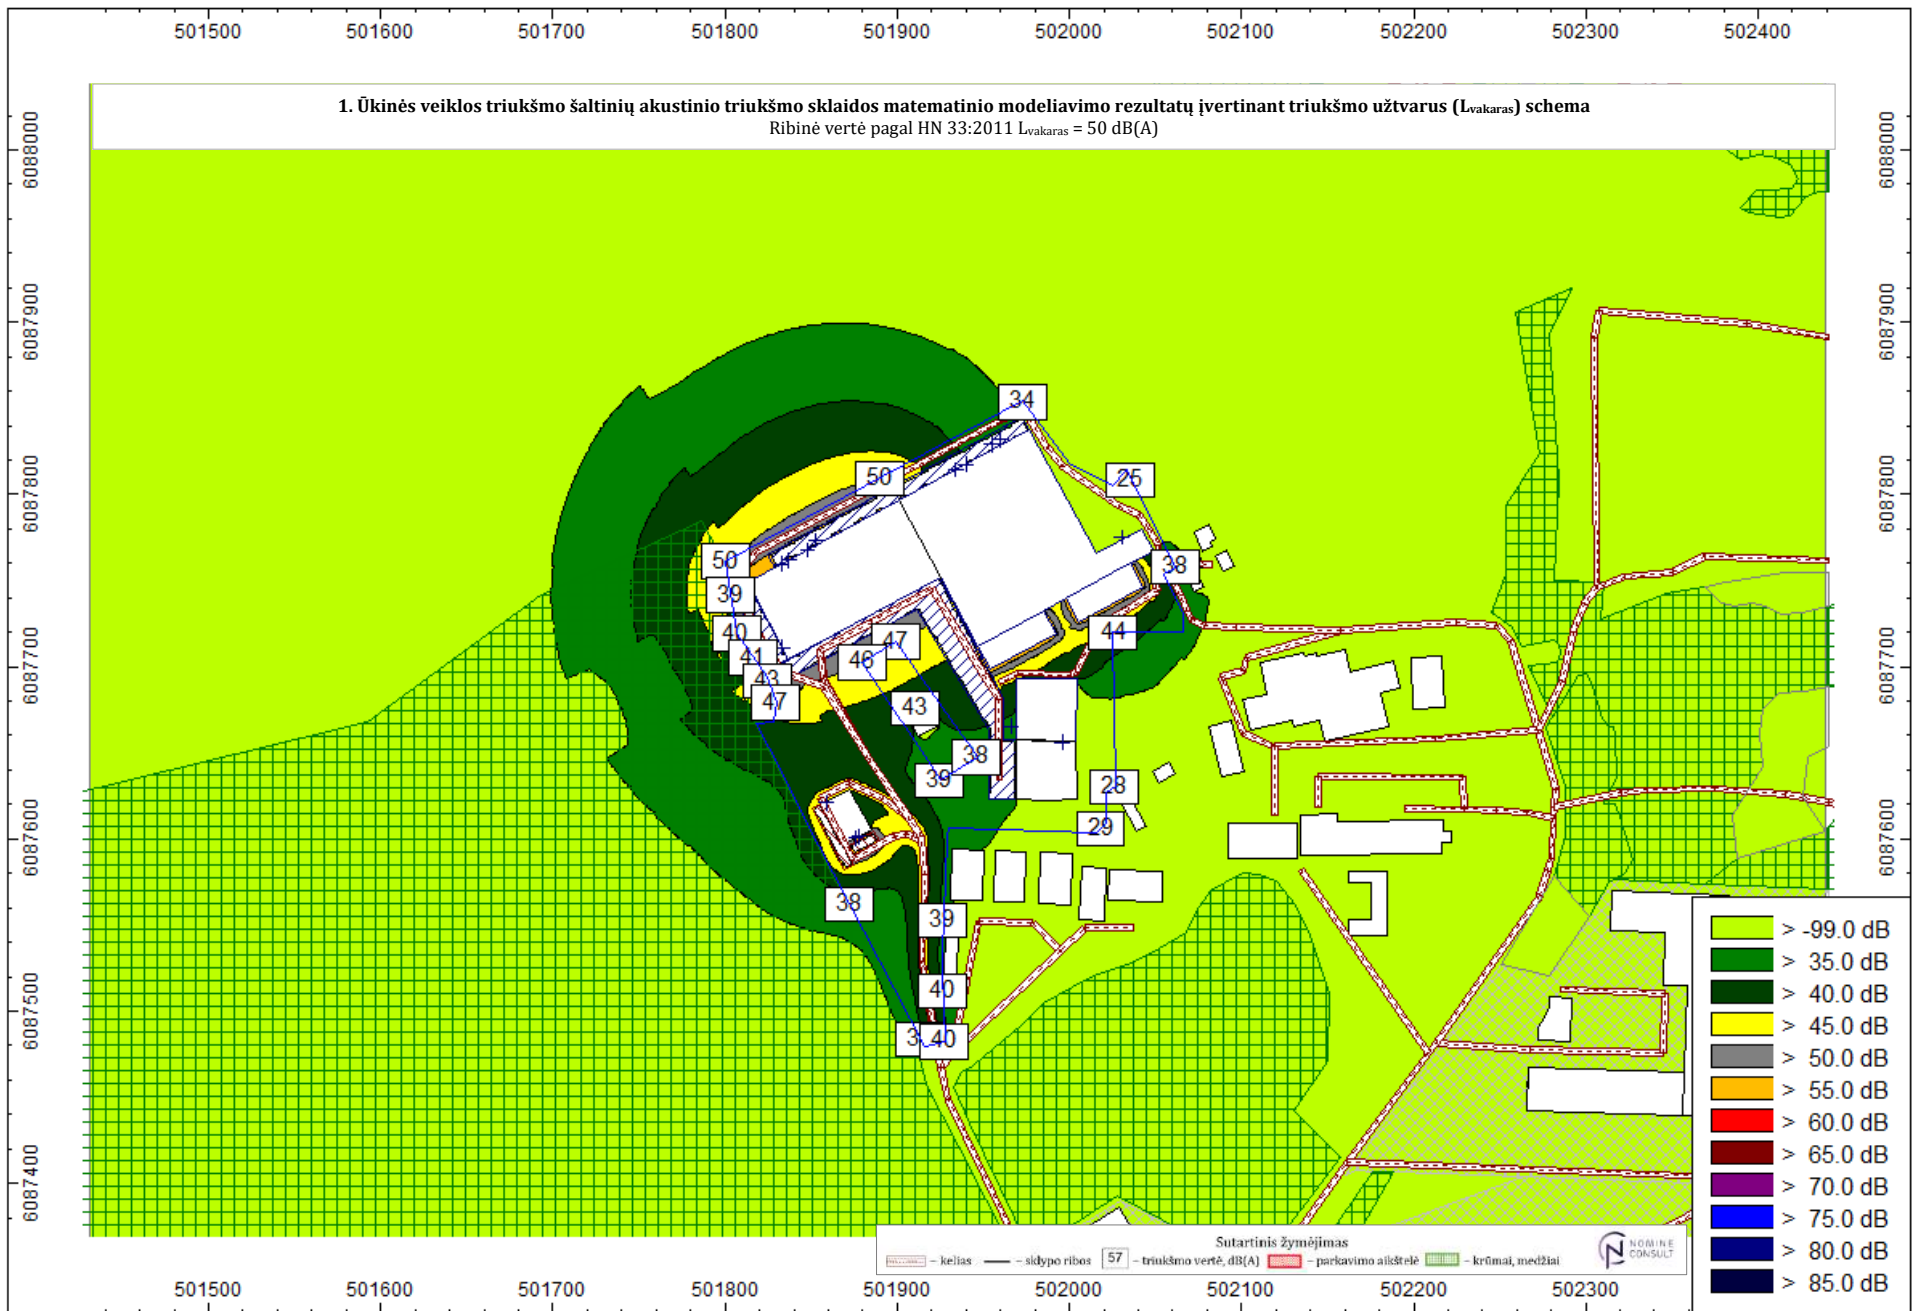 501500 501600 501700 501800 501900 502000 502100 502200 502300 502400
1. Ūkinės veiklos triukšmo šaltinių akustinio triukšmo sklaidos matematinio modeliavimo rezultatų įvertinant triukšmo užtvarus (Lvakaras) schema
Ribinė vertė pagal HN 33:2011 Lvakaras = 50 dB(A)
6088000 6088000
6087900 6087900
6087800 6087800
6087700 6087700
6087600 6087600
6087500
6087400
34
50
25
50
38
39
40
44
47
41
46
43
47
43
38
39
28
29
38
39
40
40
> -99.0 dB
> 35.0 dB
> 40.0 dB
> 45.0 dB
> 50.0 dB
> 55.0 dB
> 60.0 dB
> 65.0 dB
> 70.0 dB
> 75.0 dB
> 80.0 dB
> 85.0 dB
Sutartinis žymėjimas
– kelias – sklypo ribos 57 – triukšmo vertė, dB(A) – parkavimo aikštelė – krūmai, medžiai
NOMINE
CONSULT
501500 501600 501700 501800 501900 502000 502100 502200 502300 502400